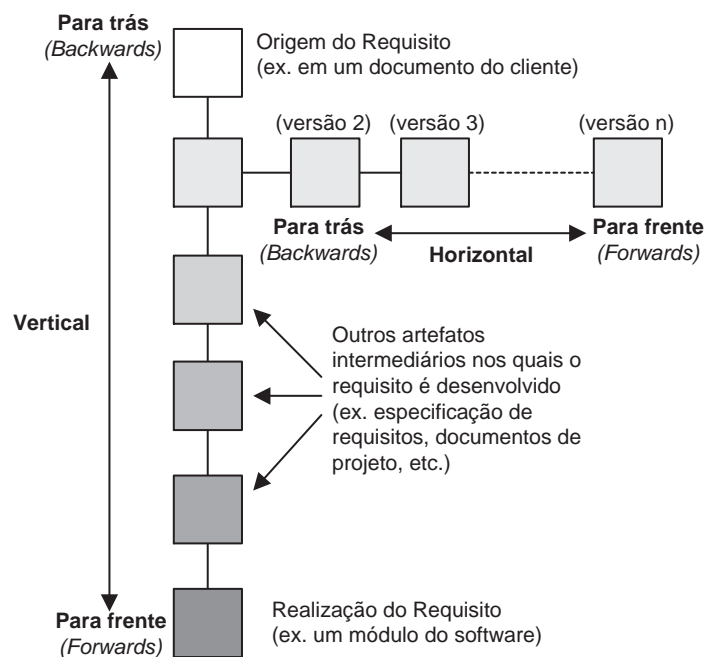 Para trás
(Backwards)
Origem do Requisito
(ex. em um documento do cliente)
(versão 2)
(versão 3)
(versão n)
Para trás
(Backwards)
Horizontal
Para frente
(Forwards)
Vertical
Outros artefatos
intermediários nos quais o
requisito é desenvolvido
(ex. especificação de
requisitos, documentos de
projeto, etc.)
Para frente
(Forwards)
Realização do Requisito
(ex. um módulo do software)